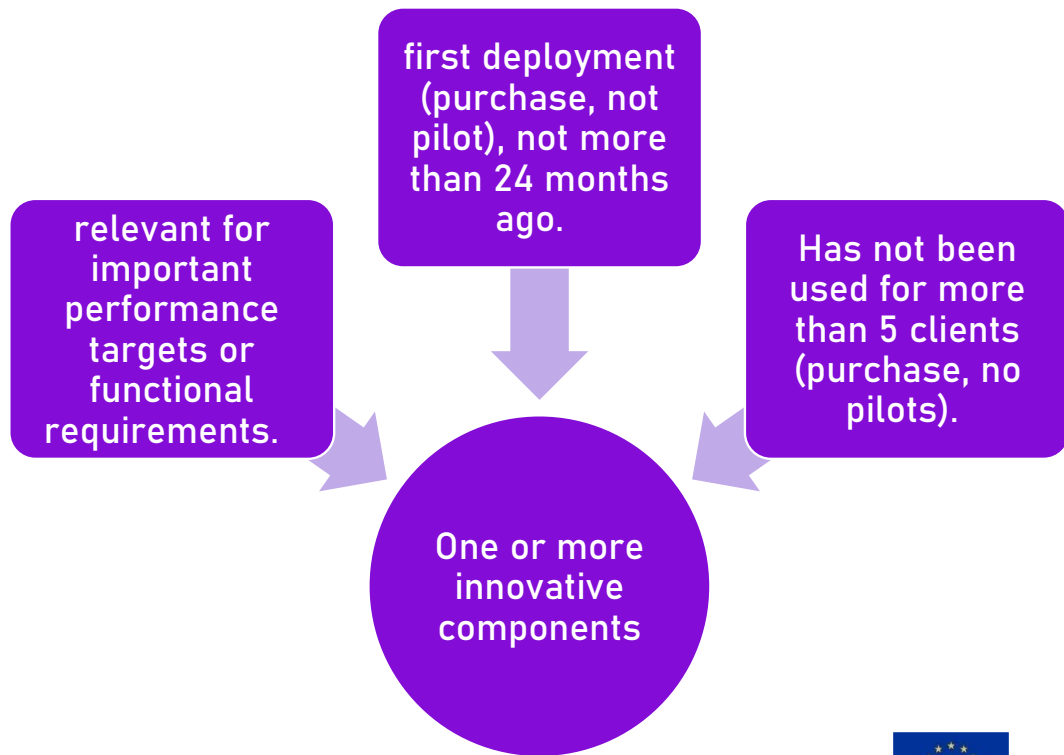 first deployment
(purchase, not
pilot), not more
than 24 months
ago.
relevant for
important
performance
targets or
functional
requirements.
Has not been
used for more
than 5 clients
(purchase, no
pilots).
One or more
innovative
components